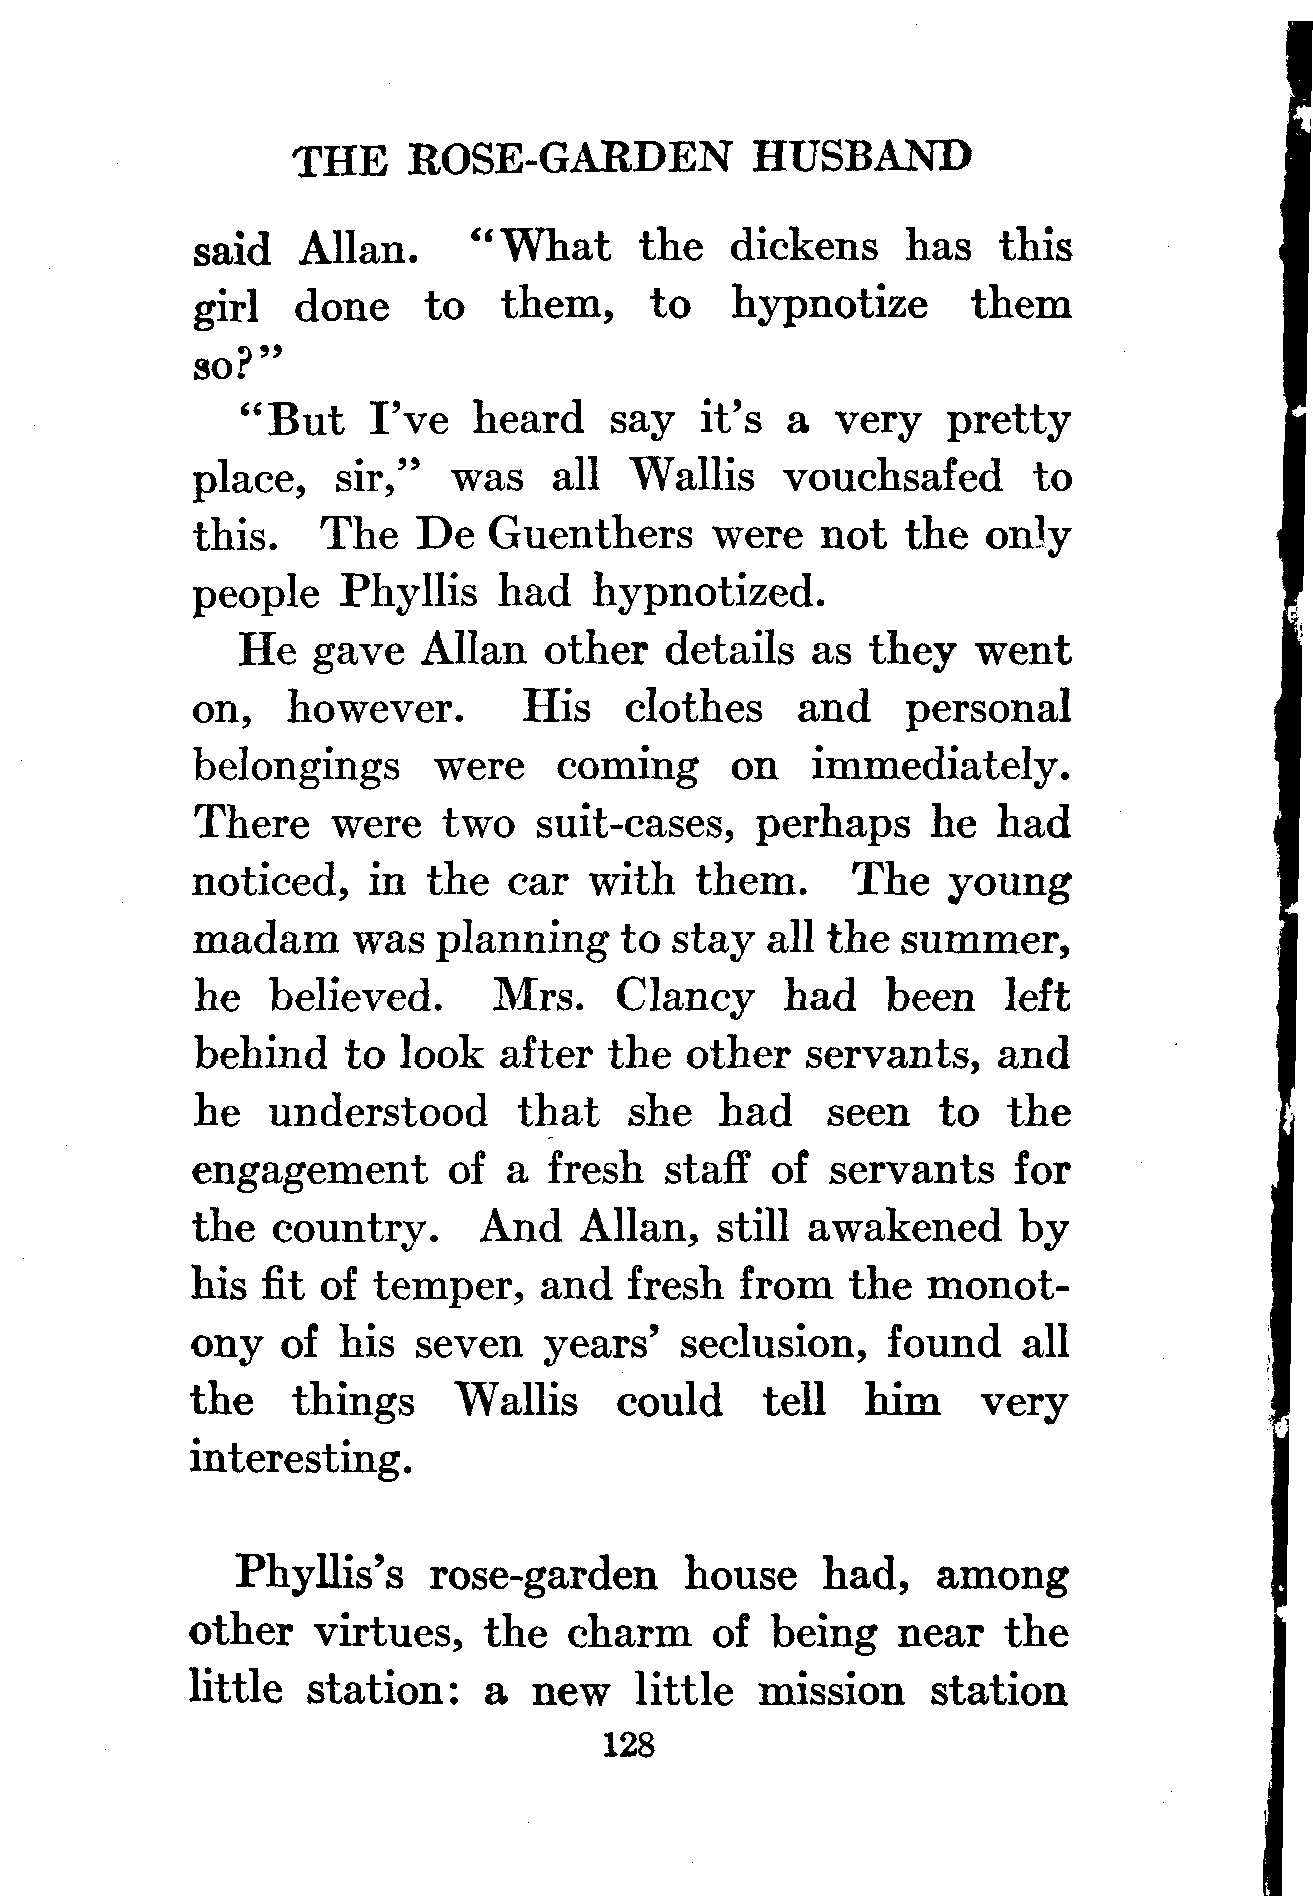 THE ROSE-GARDEN HUSBAND
said Allan. “What the dickens has this
girl done to them, to hypnotize them
so?”
“But I’ve heard say it’s a very pretty
place, sir,” was all Wallis vouchsafed to
this. The De Guenthers were not the only
people Phyllis had hypnotized.
He gave Allan other details as they went
on, however. His clothes and personal
belongings were coming on immediately.
There were two suit-cases, perhaps he had
noticed, in the car with them. The young
madam was planning to stay all the summer,
he believed. Mrs. Clancy had been left
behind to look after the other servants, and
he understood that she had seen to the
engagement of a fresh staff of servants for
the country. And Allan, still awakened by
his fit of temper, and fresh from the monot-
ony of his seven years’ seclusion, found all
the things Wallis could tell him very
interesting.
Phyllis’s rose-garden house had, among
other virtues, the charm of being near the
little station: a new little mission station
128